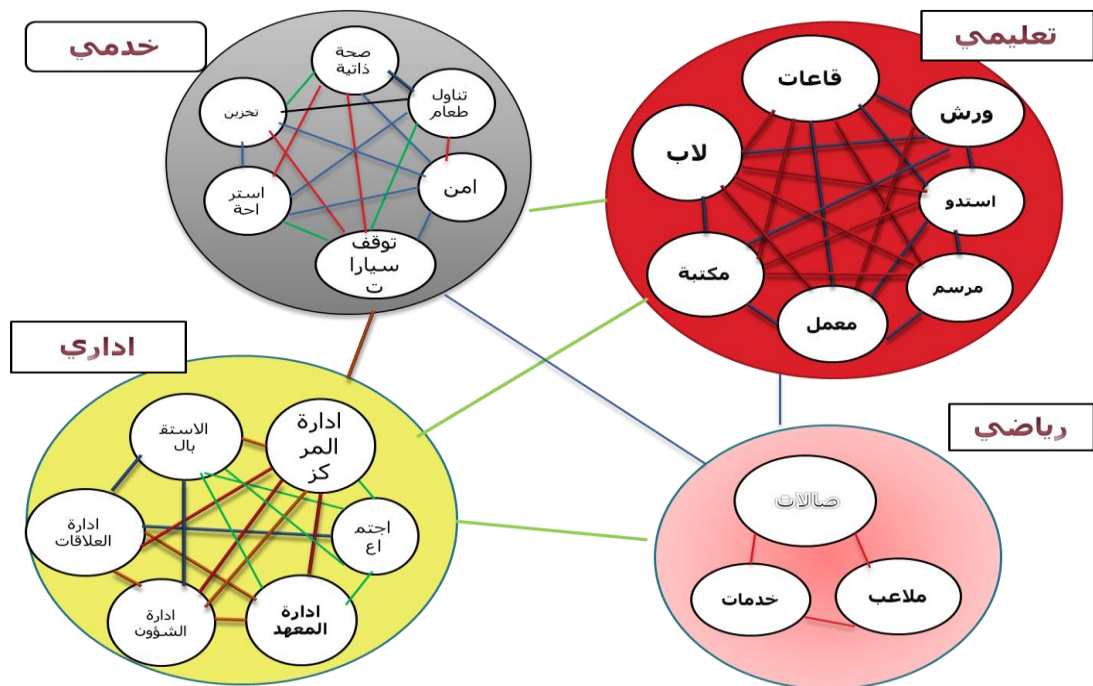 تعليمي
قاعات
ورش
لاب
استدو
مكتبة
مرسم
معمل
خدمي
صحة
ذاتية
تناول
طعام
تخزين
امن
استر
احة
توقف
سيارا
ت
اداري
ادارة
المر
كز
الاستق
بال
ادارة
العلاقات
اجتم
اع
ادارة
الشؤون
ادارة
المعهد
رياضي
صالات
خدمات
ملاعب